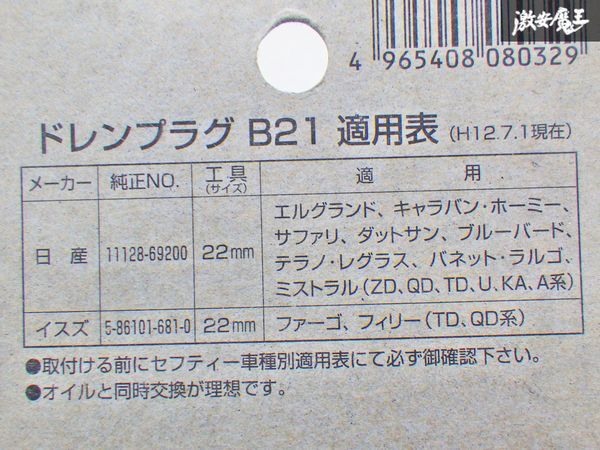 激安魔王
4 965408 080329
ドレンプラグ B21 適用表 (H12.7.1現在)
メーカー 純正NO. 工具(サイズ) 適用
日産 11128-69200 22mm エルグランド、キャラバン・ホーミー、
サファリ、ダットサン、ブルーバード、
テラノ・レグラス、バネット・ラルゴ、
ミストラル(ZD,QD,TD,U,KA,A系)
イスズ 5-86101-681-0 22mm ファーゴ、フィリー(TD,QD系)
●取付ける前にセフティー車種別適用表にて必ず御確認下さい。
●オイルと同時交換が理想です。